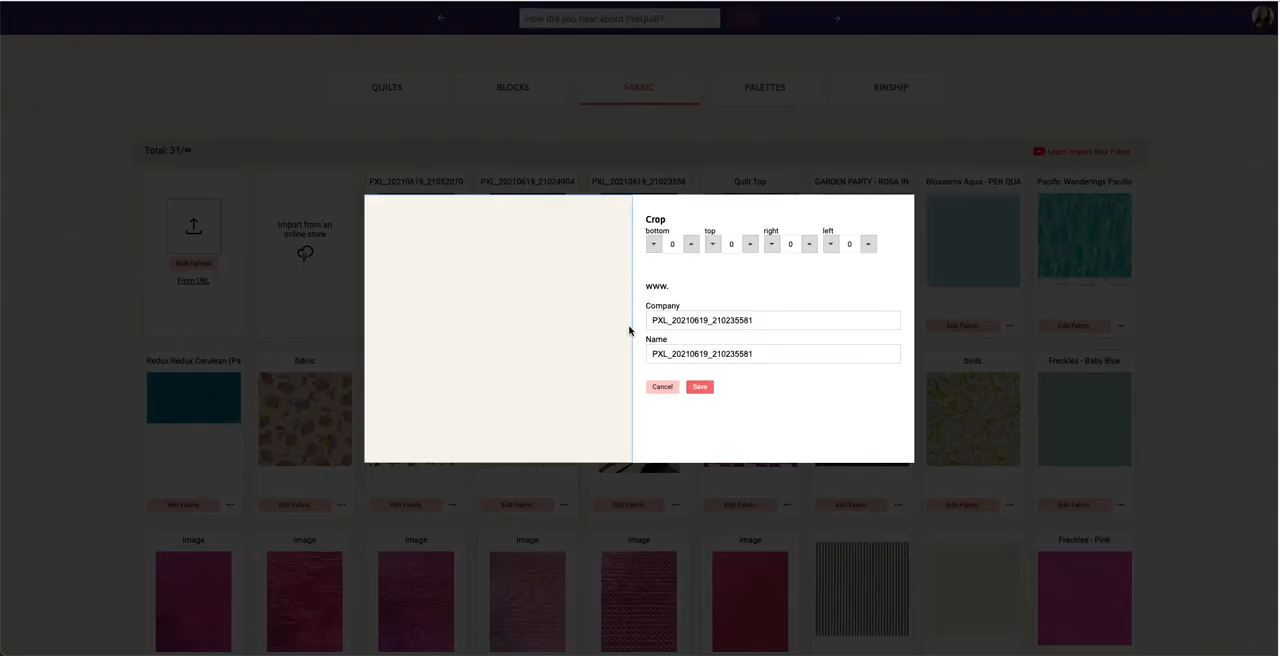 How did you hear about PreQuilt?
QUILTS
BLOCKS
FABRIC
PALETTES
KINSHIP
Total: 31/∞
Learn: Import Your Fabric
PXL_20210619_21052070
PXL_20210619_21024904
PXL_20210619_21023558
Quilt Top
GARDEN PARTY - ROSA IN
Blossoms Aqua - PER QUA
Pacific Wanderings Pacific
Import from an
online store
Bulk Upload
From URL
Crop
bottom
top
right
left
0
0
0
0
www.
Company
PXL_20210619_210235581
Name
PXL_20210619_210235581
Cancel
Save
Edit Fabric
Edit Fabric
Redux Redux Cerulean (Pa
fabric
birds
Freckles - Baby Blue
Edit Fabric
Edit Fabric
Edit Fabric
Edit Fabric
Edit Fabric
Edit Fabric
Edit Fabric
Edit Fabric
Edit Fabric
image
image
image
image
image
image
Freckles - Pink